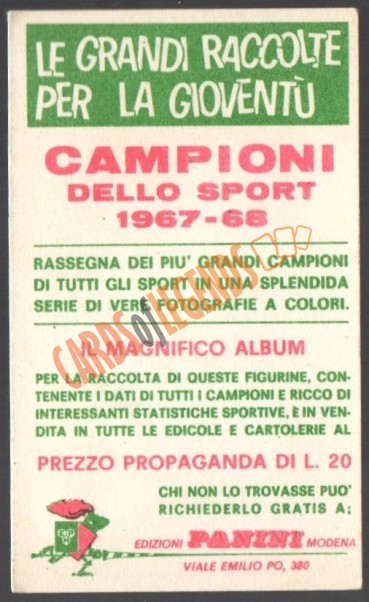 LE GRANDI RACCOLTE
PER LA GIOVENTÙ
CAMPIONI
DELLO SPORT
1967-68
RASSEGNA DEI PIU' GRANDI CAMPIONI
DI TUTTI GLI SPORT IN UNA SPLENDIDA
SERIE DI VERE FOTOGRAFIE A COLORI.
CARDS of LEGENDS
IL MAGNIFICO ALBUM
PER LA RACCOLTA DI QUESTE FIGURINE, CON-
TENENTE I DATI DI TUTTI I CAMPIONI E RICCO DI
INTERESSANTI STATISTICHE SPORTIVE, È IN VEN-
DITA IN TUTTE LE EDICOLE E CARTOLERIE AL
PREZZO PROPAGANDA DI L. 20
CHI NON LO TROVASSE PUO'
RICHIEDERLO GRATIS A;
EDIZIONI PANINI MODENA
VIALE EMILIO PO, 380